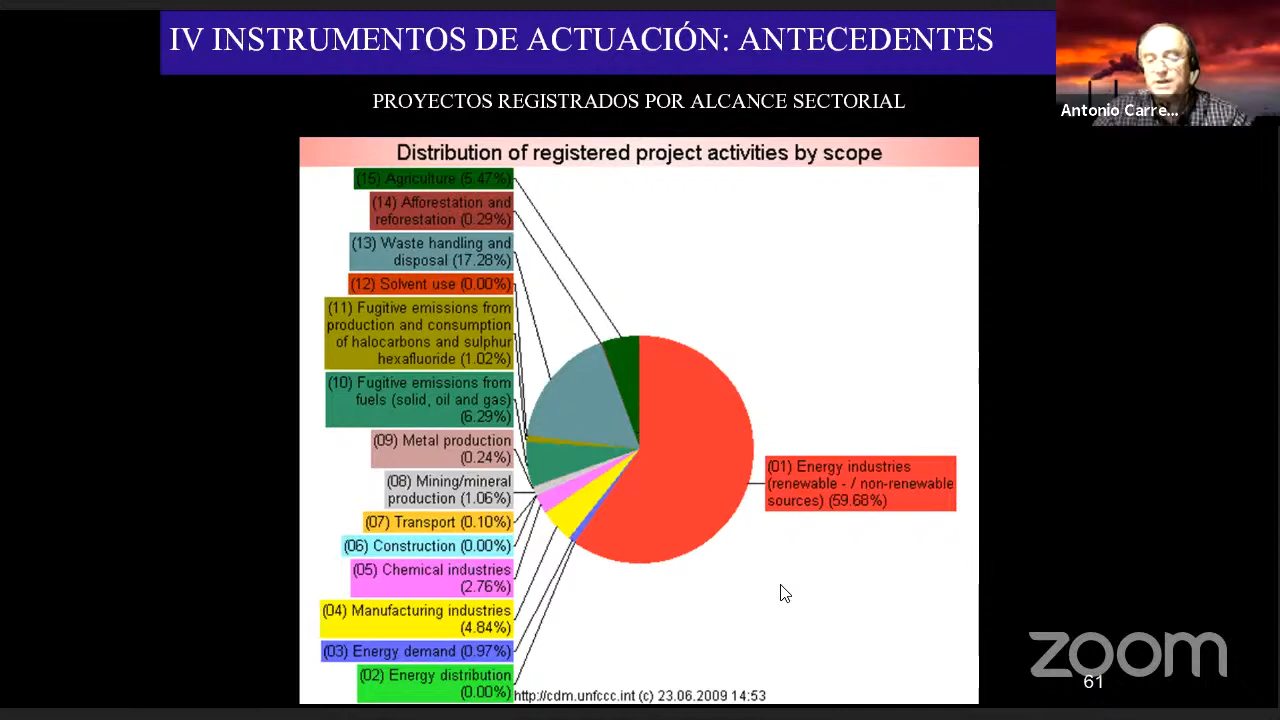 IV INSTRUMENTOS DE ACTUACIÓN: ANTECEDENTES
Antonio Carre...
PROYECTOS REGISTRADOS POR ALCANCE SECTORIAL
Distribution of registered project activities by scope
(15) Agriculture (5.47%)
(14) Afforestation and
reforestation (0.29%)
(13) Waste handling and
disposal (17.28%)
(12) Solvent use (0.00%)
(11) Fugitive emissions from
production and consumption
of halocarbons and sulphur
hexafluoride (1.02%)
(10) Fugitive emissions from
fuels (solid, oil and gas)
(6.29%)
(09) Metal production
(0.24%)
(08) Mining/mineral
production (1.06%)
(07) Transport (0.10%)
(06) Construction (0.00%)
(05) Chemical industries
(2.76%)
(04) Manufacturing industries
(4.84%)
(03) Energy demand (0.97%)
(02) Energy distribution
(0.00%)
(01) Energy industries
(renewable - / non-renewable
sources) (59.68%)
http://cdm.unfccc.int (c) 23.06.2009 14:53
zoom
61